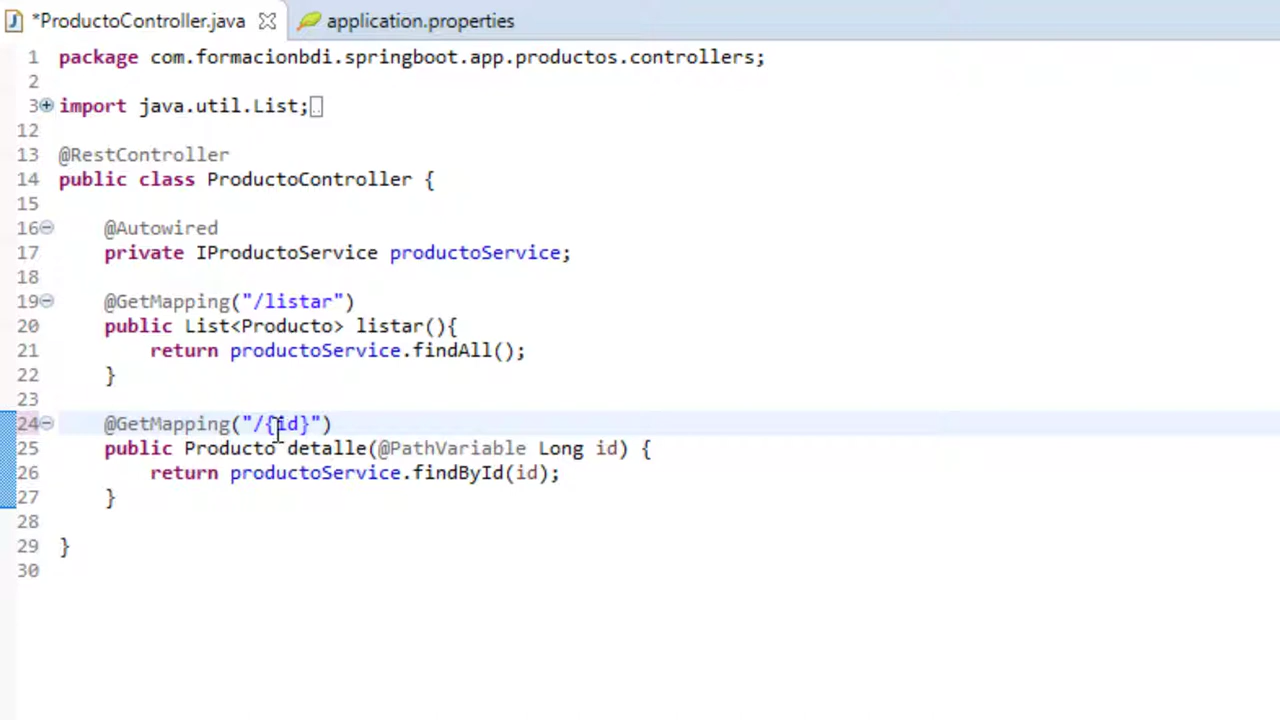 *ProductoController.java application.properties
1 package com.formacionbdi.springboot.app.productos.controllers;
2
3 import java.util.List;
12
13 @RestController
14 public class ProductoController {
15
16 @Autowired
17 private IProductoService productoService;
18
19 @GetMapping("/listar")
20 public List<Producto> listar(){
21 return productoService.findAll();
22 }
23
24 @GetMapping("/{id}")
25 public Producto detalle(@PathVariable Long id) {
26 return productoService.findById(id);
27 }
28
29 }
30